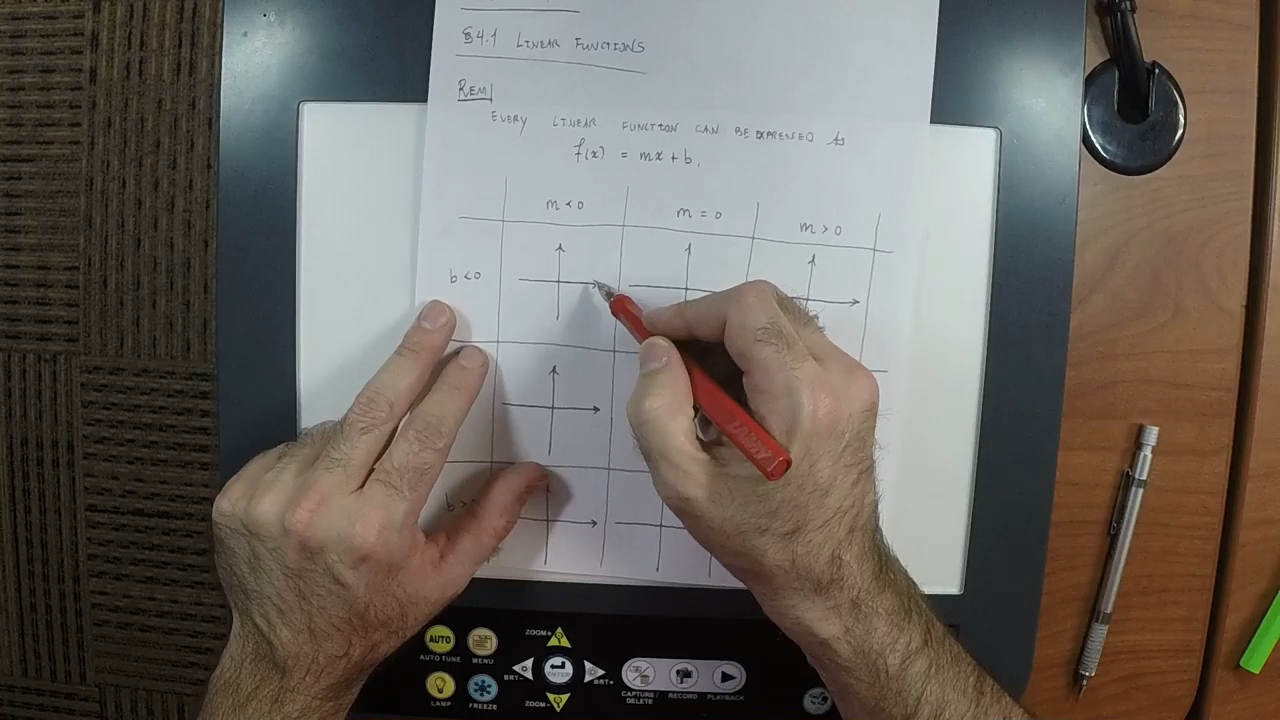 §4.1 LINEAR FUNCTIONS
REM
EVERY LINEAR FUNCTION CAN BE EXPRESSED AS
f(x) = mx + b.
m < 0 m = 0 m > 0
b < 0
b >
LAMY
AUTO
AUTO TUNE
MENU
LAMP
FREEZE
ZOOM+
BRT-
ENTER
BRT+
ZOOM-
CAPTURE/
DELETE
RECORD
PLAYBACK